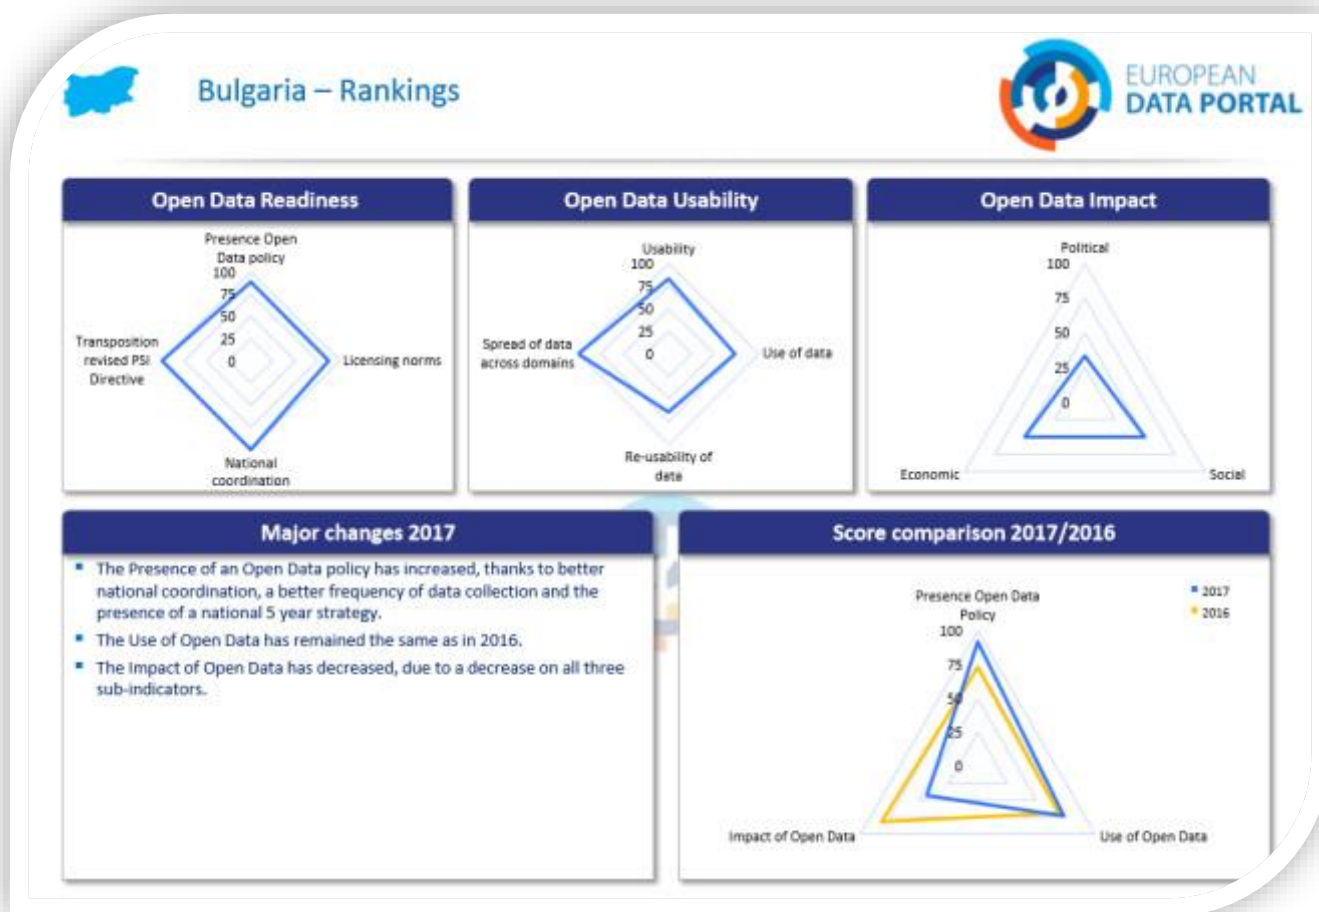 Bulgaria – Rankings
EUROPEAN
DATA PORTAL
Open Data Readiness
Presence Open
Data policy
100
75
50
25
0
Transposition
revised PSI
Directive
Licensing norms
National
coordination
Open Data Usability
Usability
100
75
50
25
0
Spread of data
across domains
Use of data
Re-usability of
data
Open Data Impact
Political
100
75
50
25
0
Economic
Social
Major changes 2017
▪ The Presence of an Open Data policy has increased, thanks to better
national coordination, a better frequency of data collection and the
presence of a national 5 year strategy.
▪ The Use of Open Data has remained the same as in 2016.
▪ The Impact of Open Data has decreased, due to a decrease on all three
sub-indicators.
Score comparison 2017/2016
Presence Open Data
Policy
100
75
50
25
0
2017
2016
Impact of Open Data
Use of Open Data